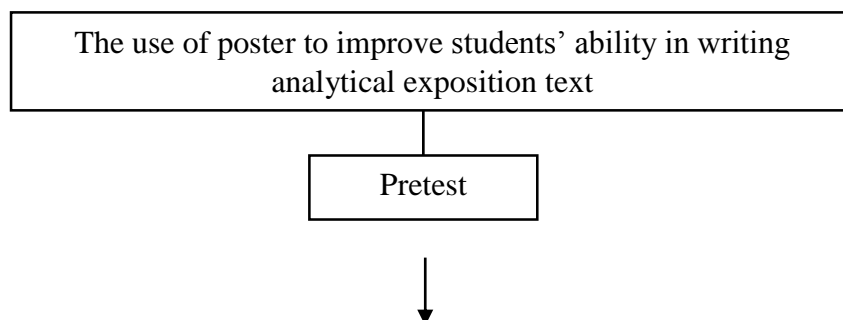 The use of poster to improve students’ ability in writing
analytical exposition text
Pretest